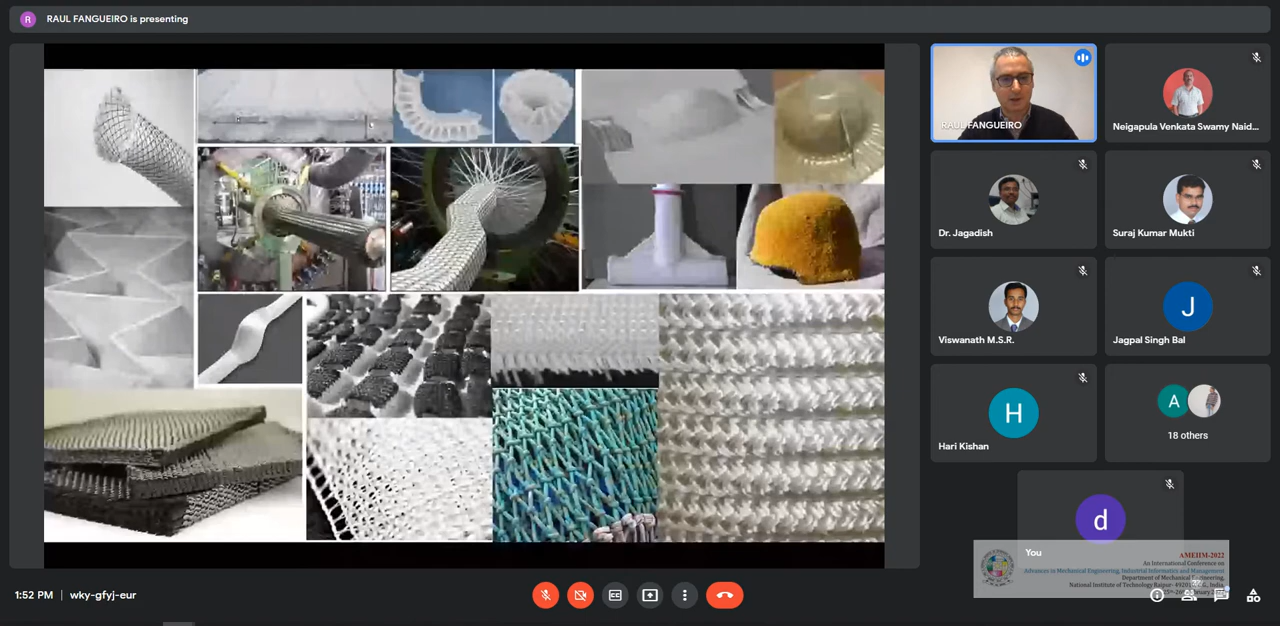 R RAUL FANGUEIRO is presenting
RAUL FANGUEIRO
Neigapula Venkata Swamy Naid...
Dr. Jagadish
Suraj Kumar Mukti
Viswanath M.S.R.
J
Jagpal Singh Bal
H
Hari Kishan
A
18 others
d
You
AMEHM-2022
An International Conference on
Advances in Mechanical Engineering, Industrial Informatics and Management
Department of Mechanical Engineering,
National Institute of Technology Raipur-
India
1:52 PM | wky-gfyj-eur